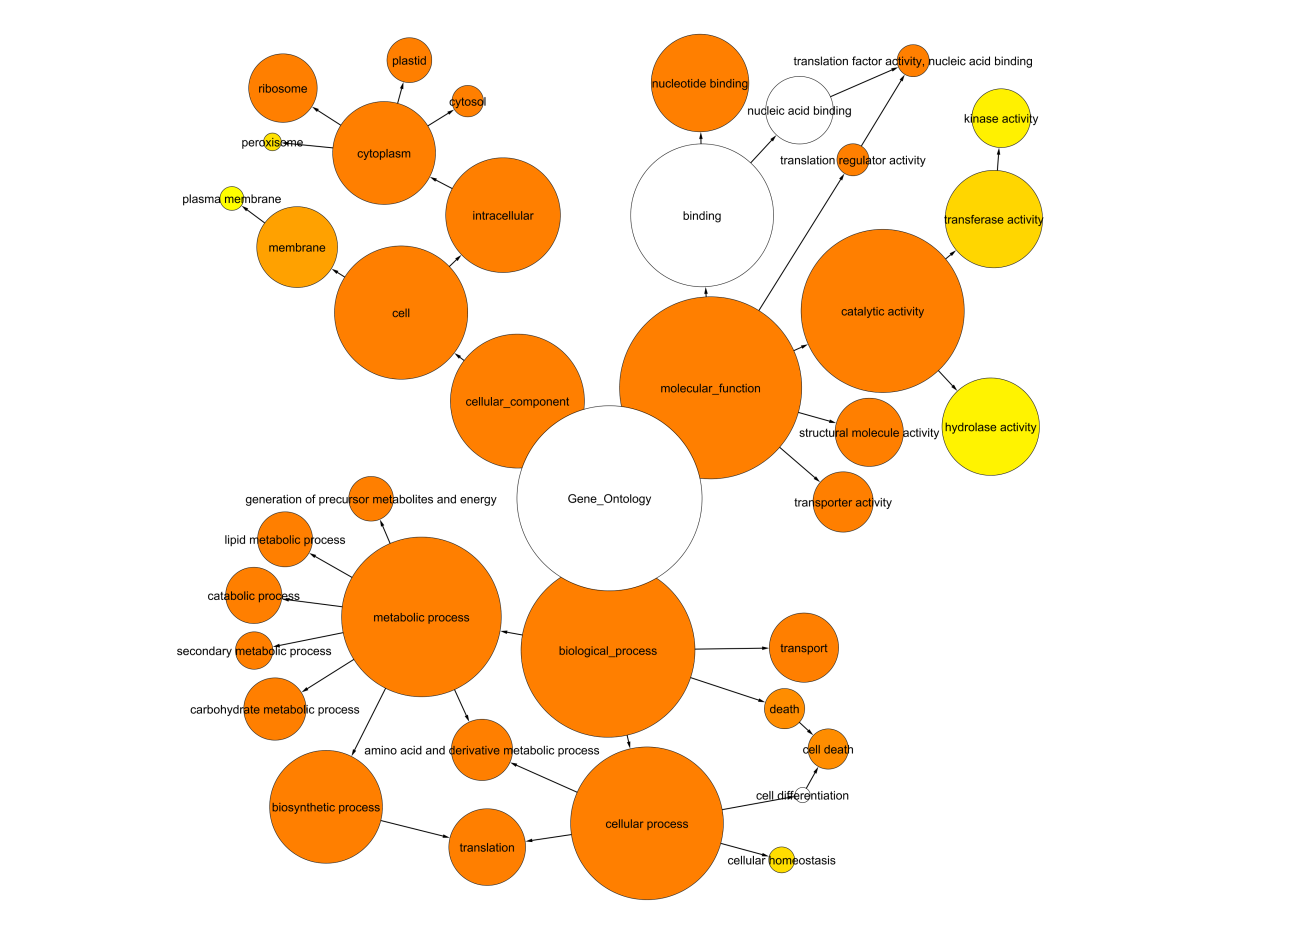 plastid
translation factor activity, nucleic acid binding
nucleotide binding
ribosome
cytosol
nucleic acid binding
kinase activity
peroxisome
cytoplasm
translation regulator activity
plasma membrane
intracellular
binding
transferase activity
membrane
cell
catalytic activity
molecular_function
cellular_component
hydrolase activity
structural molecule activity
generation of precursor metabolites and energy
Gene_Ontology
transporter activity
lipid metabolic process
catabolic process
metabolic process
secondary metabolic process
biological_process
transport
carbohydrate metabolic process
death
amino acid and derivative metabolic process
cell death
cell differentiation
biosynthetic process
cellular process
translation
cellular homeostasis